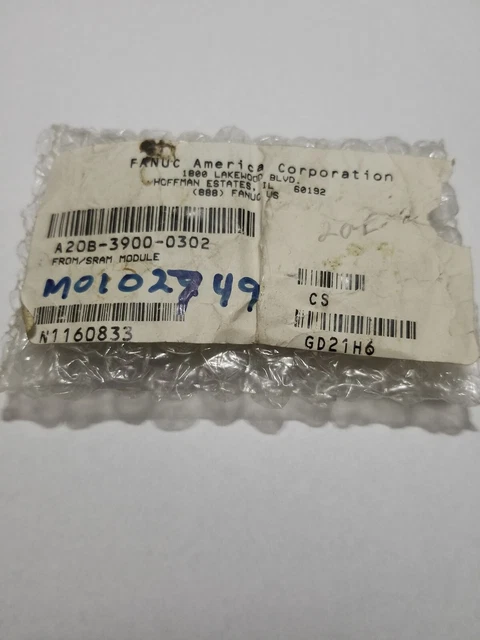 FANUC America Corporation
1800 LAKEWOOD BLVD.
HOFFMAN ESTATES, IL 60192
(888) FANUC US
A20B-3900-0302
FROM/SRAM MODULE
CS
M0102749
N1160833
GD21H6